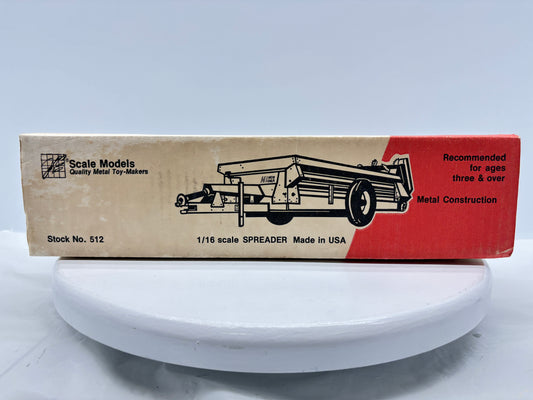 Scale Models
Quality Metal Toy-Makers
Recommended
for ages
three & over
Metal Construction
Stock No. 512
1/16 scale SPREADER Made in USA